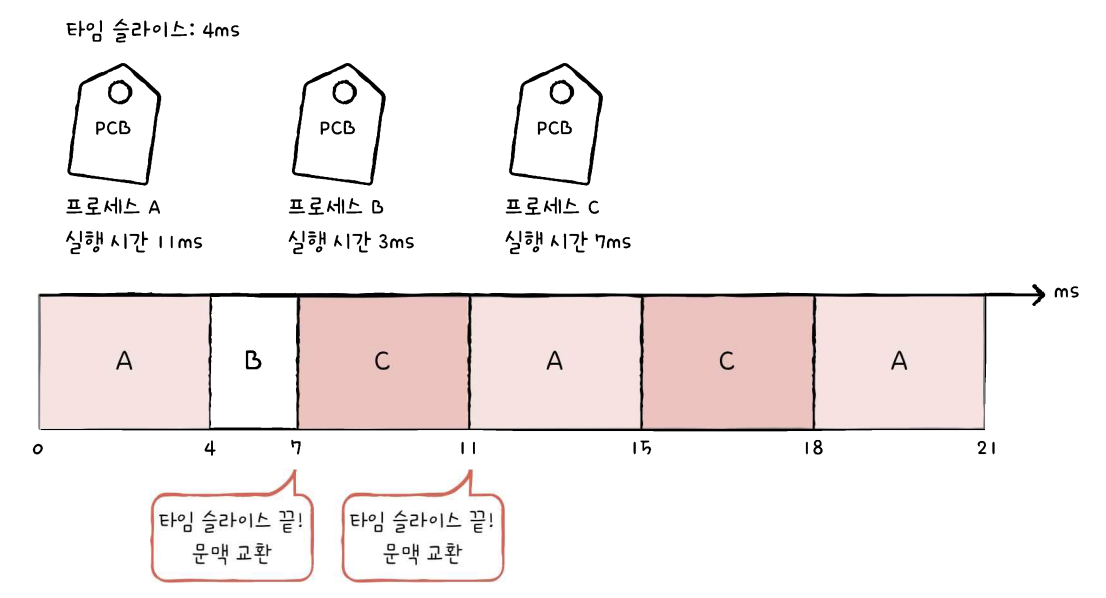 타임 슬라이스: 4ms
PCB
PCB
PCB
프로세스 A
실행 시간 11ms
프로세스 B
실행 시간 3ms
프로세스 C
실행 시간 7ms
ms
A
B
C
A
C
A
0
4
7
11
15
18
21
타임 슬라이스 끝!
문맥 교환
타임 슬라이스 끝!
문맥 교환